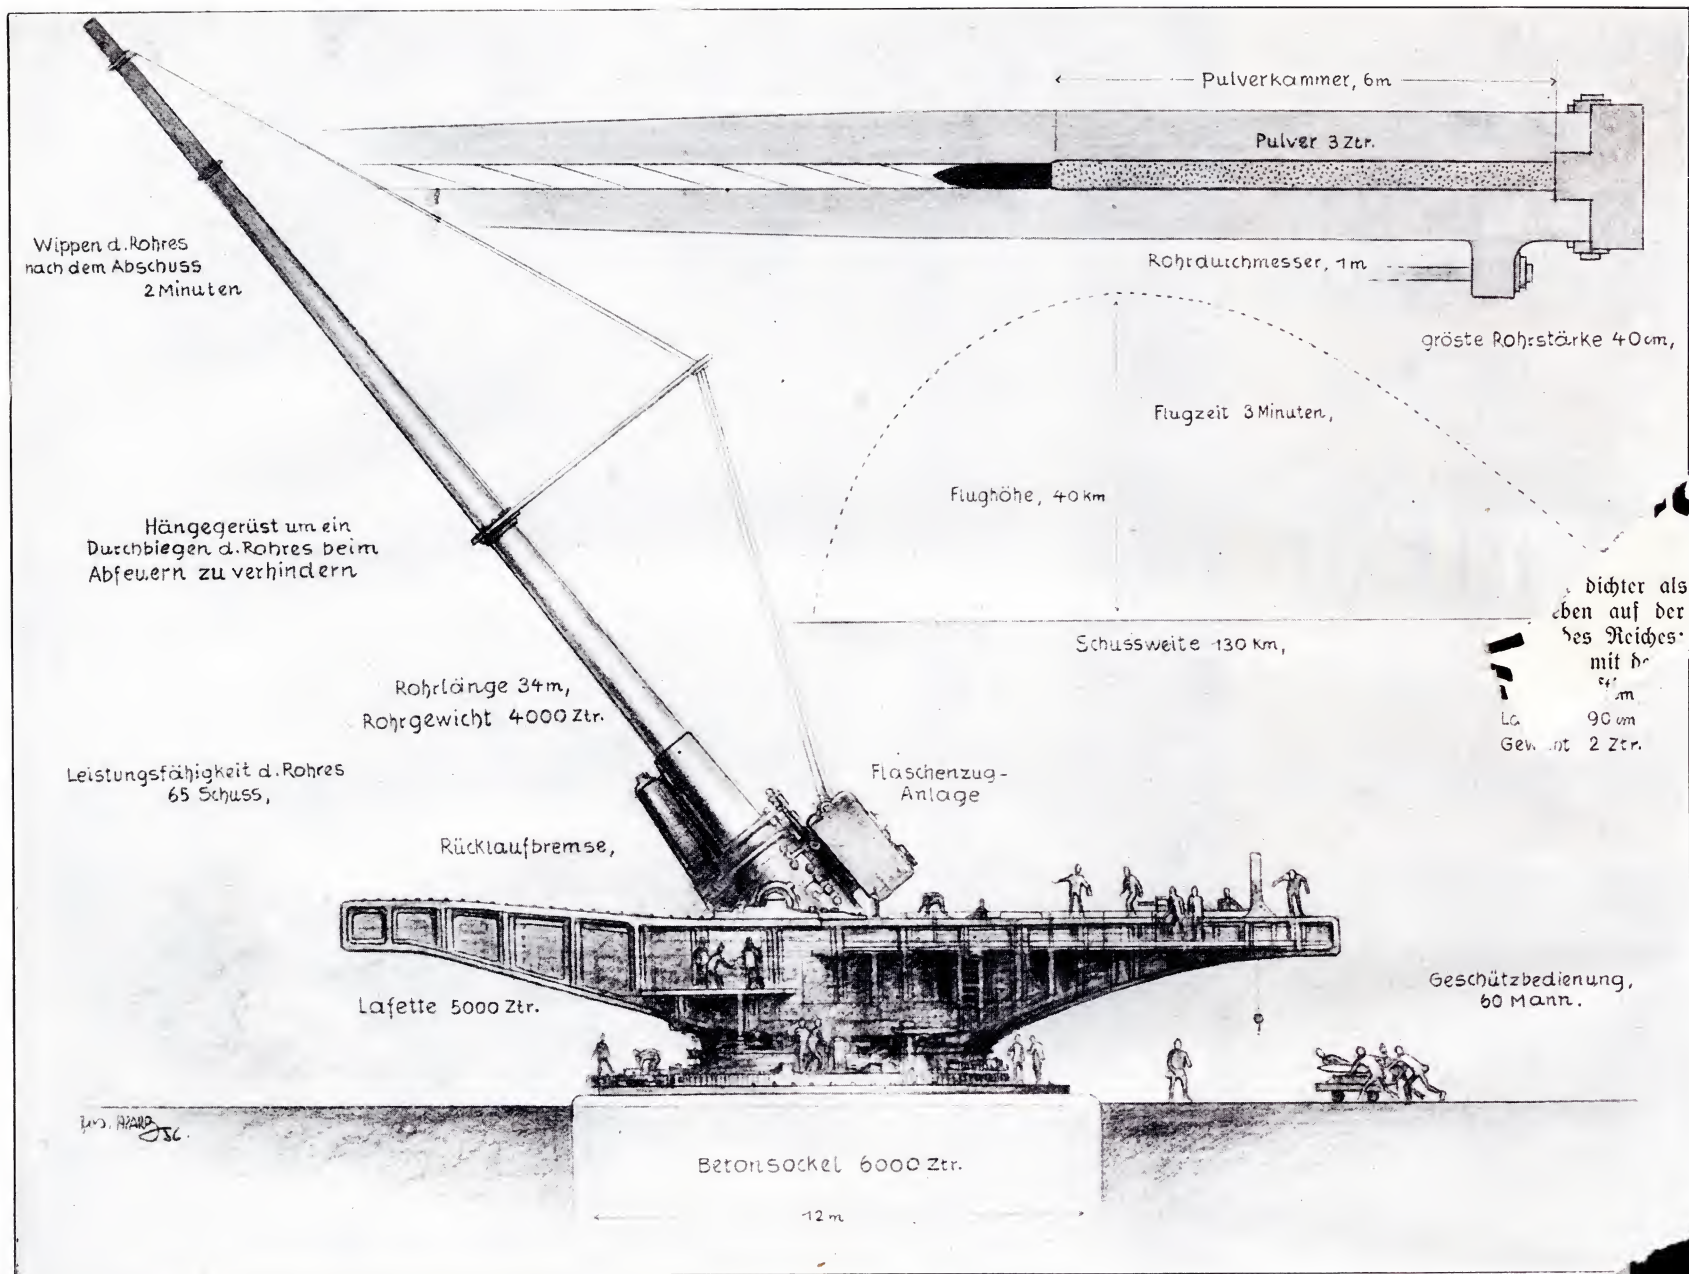 Pulverkammer, 6m
Pulver 3 Ztr.
Rohrdurchmesser, 1m
gröste Rohrstärke 40cm,
Wippen d. Rohres
nach dem Abschuss
2 Minuten
Flugzeit 3 Minuten,
Flughöhe, 40 km
Schussweite 130 Km,
Hängegerüst um ein
Durchbiegen d. Rohres beim
Abfeuern zu verhindern
dichter als
eben auf der
des Reiches-
mit
90 cm
2 Ztr.
Rohrlänge 34m,
Rohrgewicht 4000 Ztr.
Leistungsfähigkeit d. Rohres
65 Schuss,
Flaschenzug-
Anlage
Rücklaufbremse,
Lafette 5000 Ztr.
Geschützbedienung,
60 Mann.
Betonsockel 6000 Ztr.
12 m